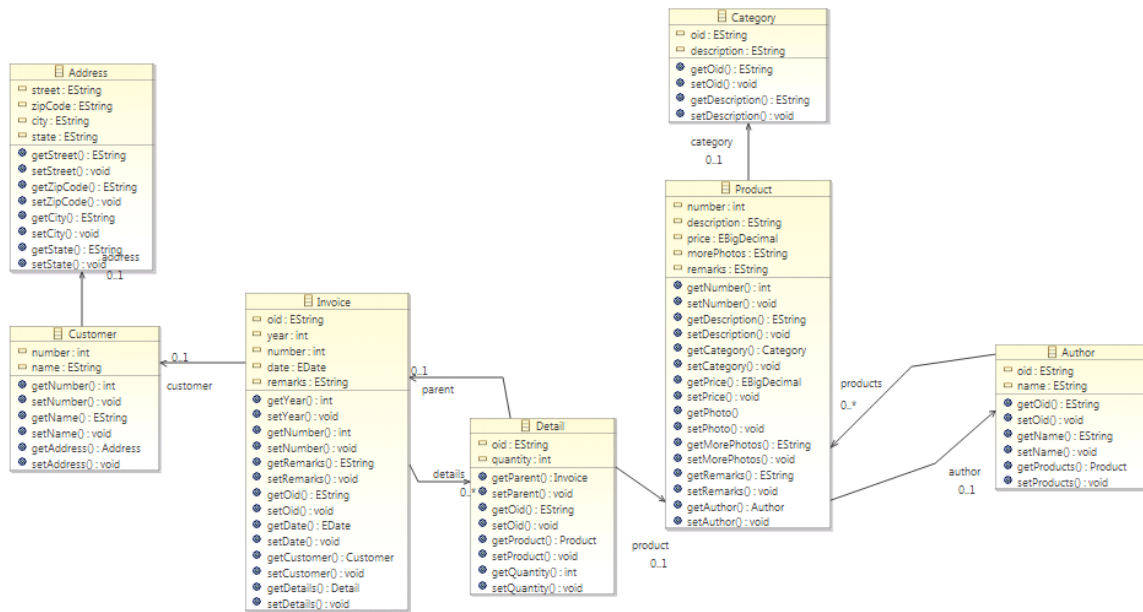 Category
oid : EString
description : EString
getOid() : EString
setOid() : void
getDescription() : EString
setDescription() : void
category
0..1
Address
street : EString
zipCode : EString
city : EString
state : EString
getStreet() : EString
setStreet() : void
getZipCode() : EString
setZipCode() : void
getCity() : EString
setCity() : void
getState() : EString
setState() : void
address
0..1
Customer
number : int
name : EString
getNumber() : int
setNumber() : void
getName() : EString
setName() : void
getAddress() : Address
setAddress() : void
0..1
customer
Invoice
oid : EString
year : int
number : int
date : EDate
remarks : EString
getYear() : int
setYear() : void
getNumber() : int
setNumber() : void
getRemarks() : EString
setRemarks() : void
getOid() : EString
setOid() : void
getDate() : EDate
setDate() : void
getCustomer() : Customer
setCustomer() : void
getDetails() : Detail
setDetails() : void
0..1
parent
details
0..*
Detail
oid : EString
quantity : int
getParent() : Invoice
setParent() : void
getOid() : EString
setOid() : void
getProduct() : Product
setProduct() : void
getQuantity() : int
setQuantity() : void
product
0..1
Product
number : int
description : EString
price : EBigDecimal
morePhotos : EString
remarks : EString
getNumber() : int
setNumber() : void
getDescription() : EString
setDescription() : void
getCategory() : Category
setCategory() : void
getPrice() : EBigDecimal
setPrice() : void
getPhoto()
setPhoto() : void
getMorePhotos() : EString
setMorePhotos() : void
getRemarks() : EString
setRemarks() : void
getAuthor() : Author
setAuthor() : void
products
0..*
author
0..1
Author
oid : EString
name : EString
getOid() : EString
setOid() : void
getName() : EString
setName() : void
getProducts() : Product
setProducts() : void